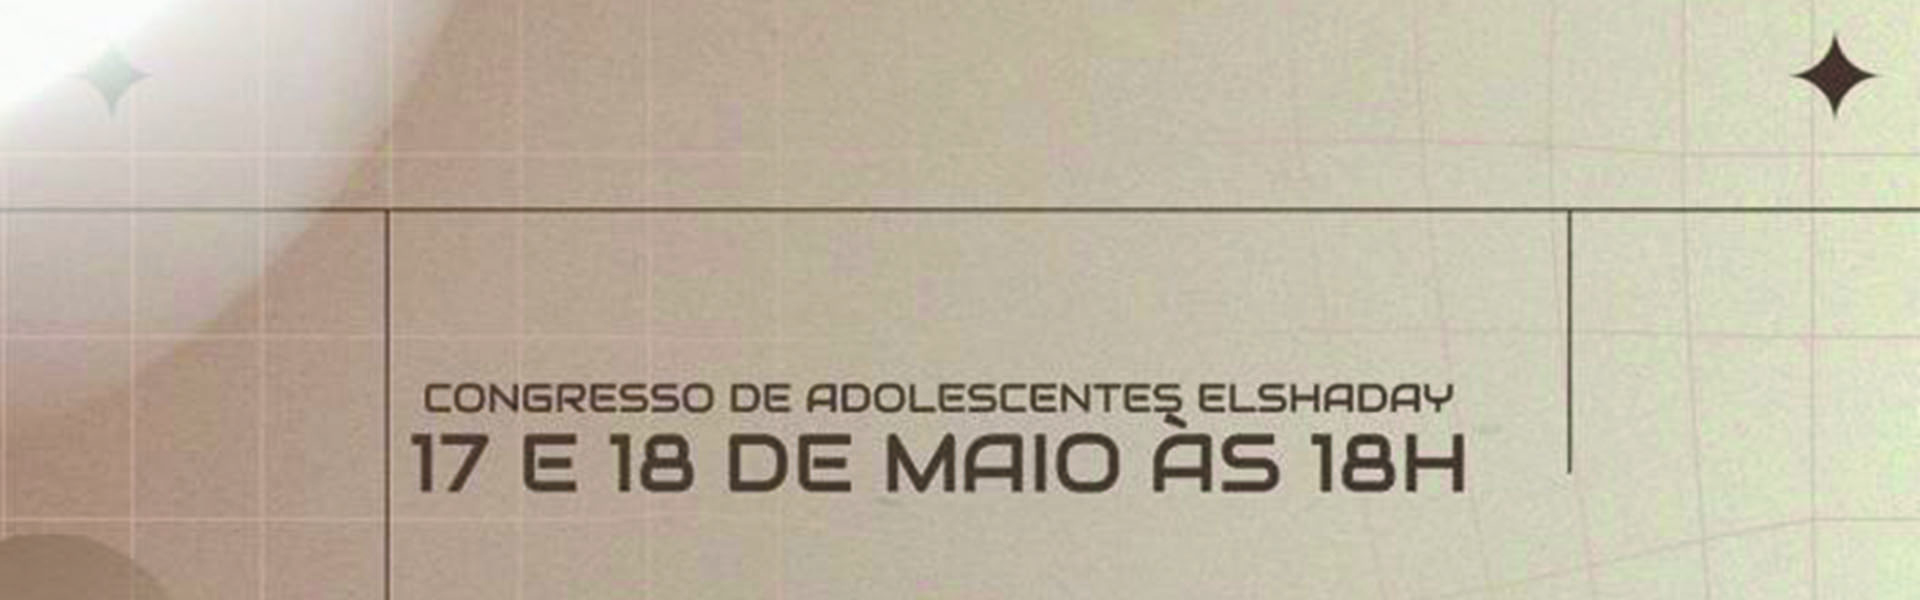 CONGRESSO DE ADOLESCENTES ELSHADAY
17 E 18 DE MAIO ÀS 18H